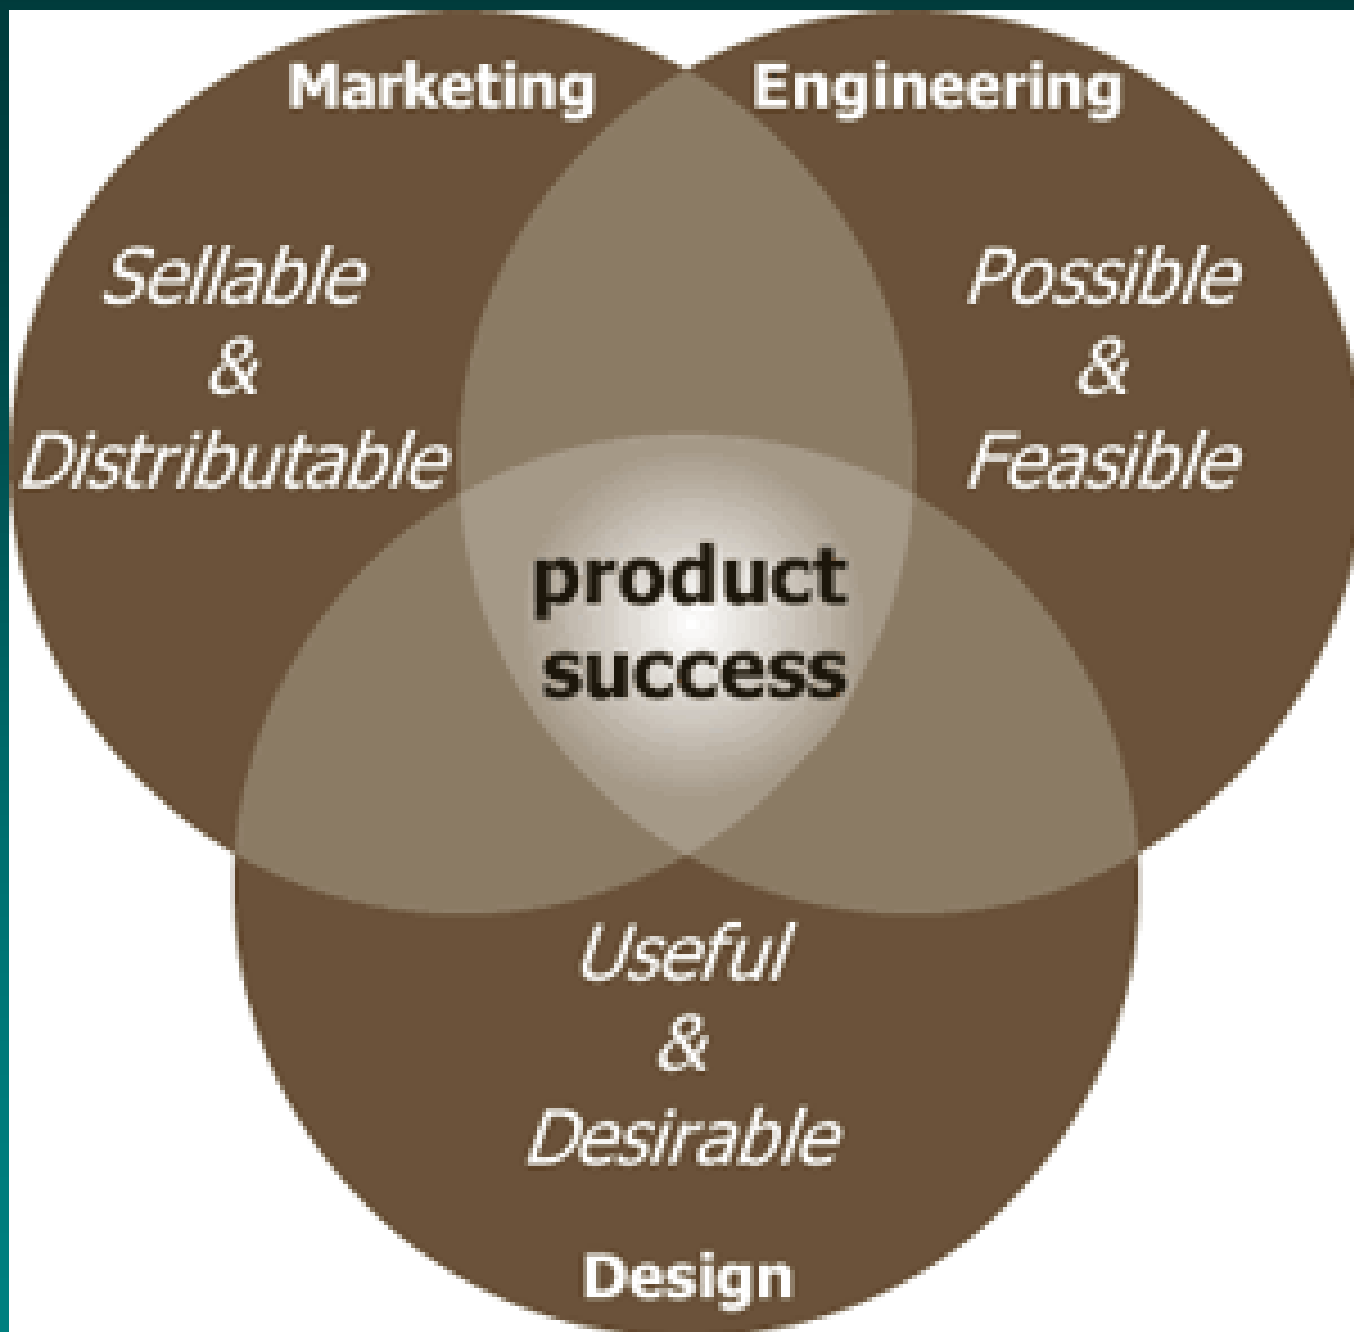 Marketing
Engineering
Sellable
&
Distributable
Possible
&
Feasible
product
success
Useful
&
Desirable
Design